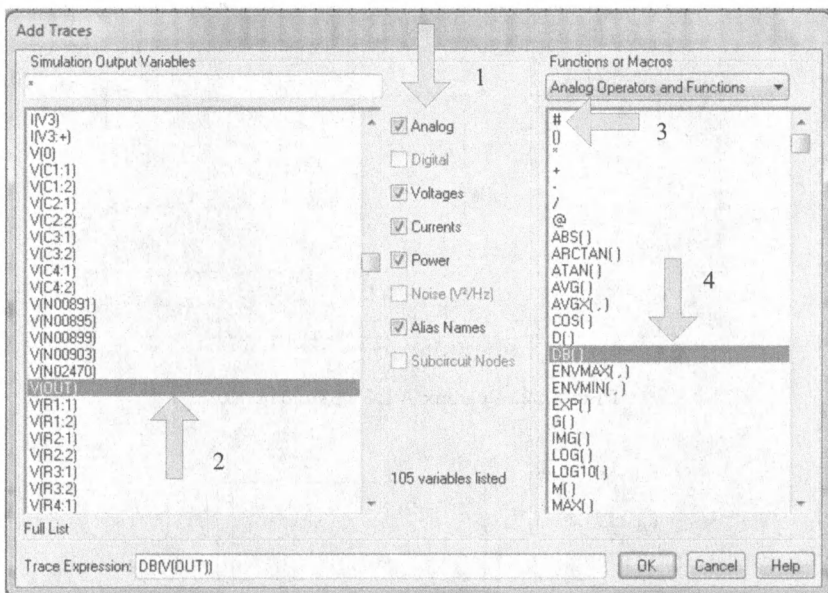 Add Traces
Simulation Output Variables
*
I(V3)
I(V3:+)
V(0)
V(C1:1)
V(C1:2)
V(C2:1)
V(C2:2)
V(C3:1)
V(C3:2)
V(C4:1)
V(C4:2)
V(N00891)
V(N00895)
V(N00899)
V(N00903)
V(N02470)
V(OUT)
V(R1:1)
V(R1:2)
V(R2:1)
V(R2:2)
V(R3:1)
V(R3:2)
V(R4:1)
Full List
1
2
Analog
Digital
Voltages
Currents
Power
Noise (V²/Hz)
Alias Names
Subcircuit Nodes
105 variables listed
Functions or Macros
Analog Operators and Functions
#
()
*
+
-
/
@
ABS( )
ARCTAN( )
ATAN( )
AVG( )
AVGX( , )
COS( )
D( )
DB( )
ENVMAX( , )
ENVMIN( , )
EXP( )
G( )
IMG( )
LOG( )
LOG10( )
M( )
MAX( )
3
4
Trace Expression: DB(V(OUT))
OK
Cancel
Help